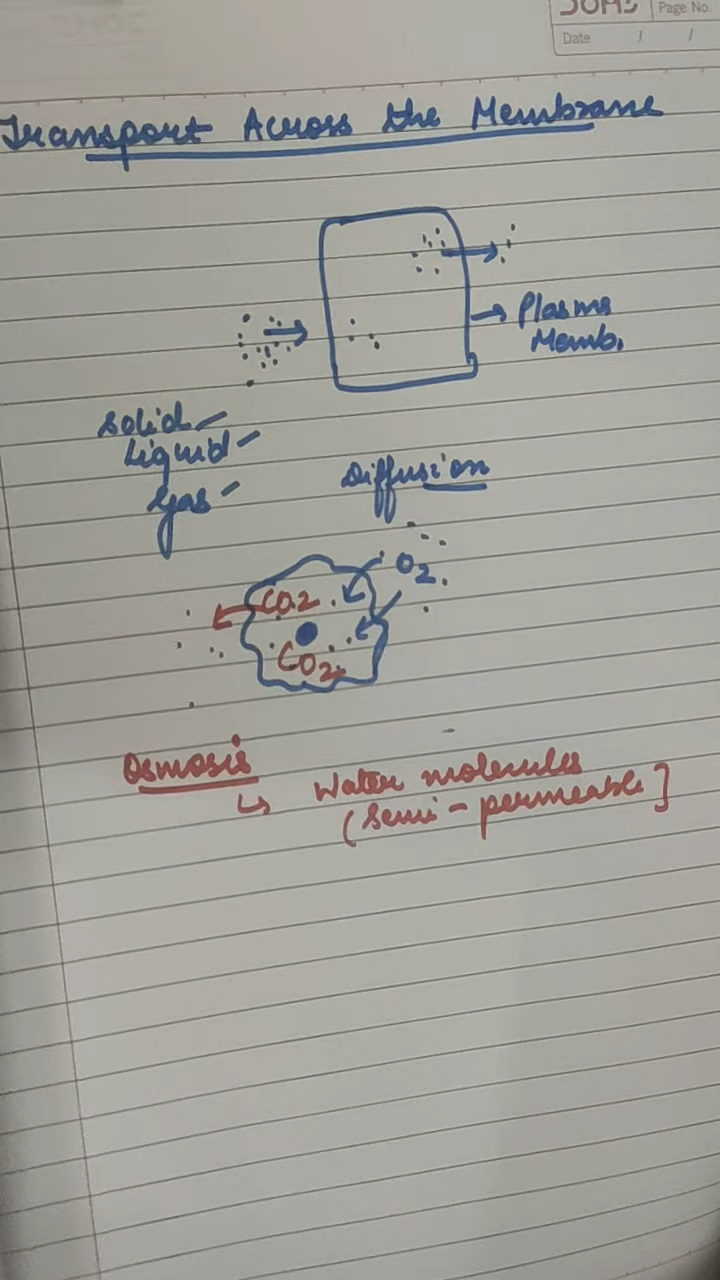 Page No.
Date / /
Transport Across the Membrane
Plasma
Memb.
Solid
Liquid
Gas
Diffusion
O2
CO2
CO2
Osmosis
Water molecules
(Semi-permeable]